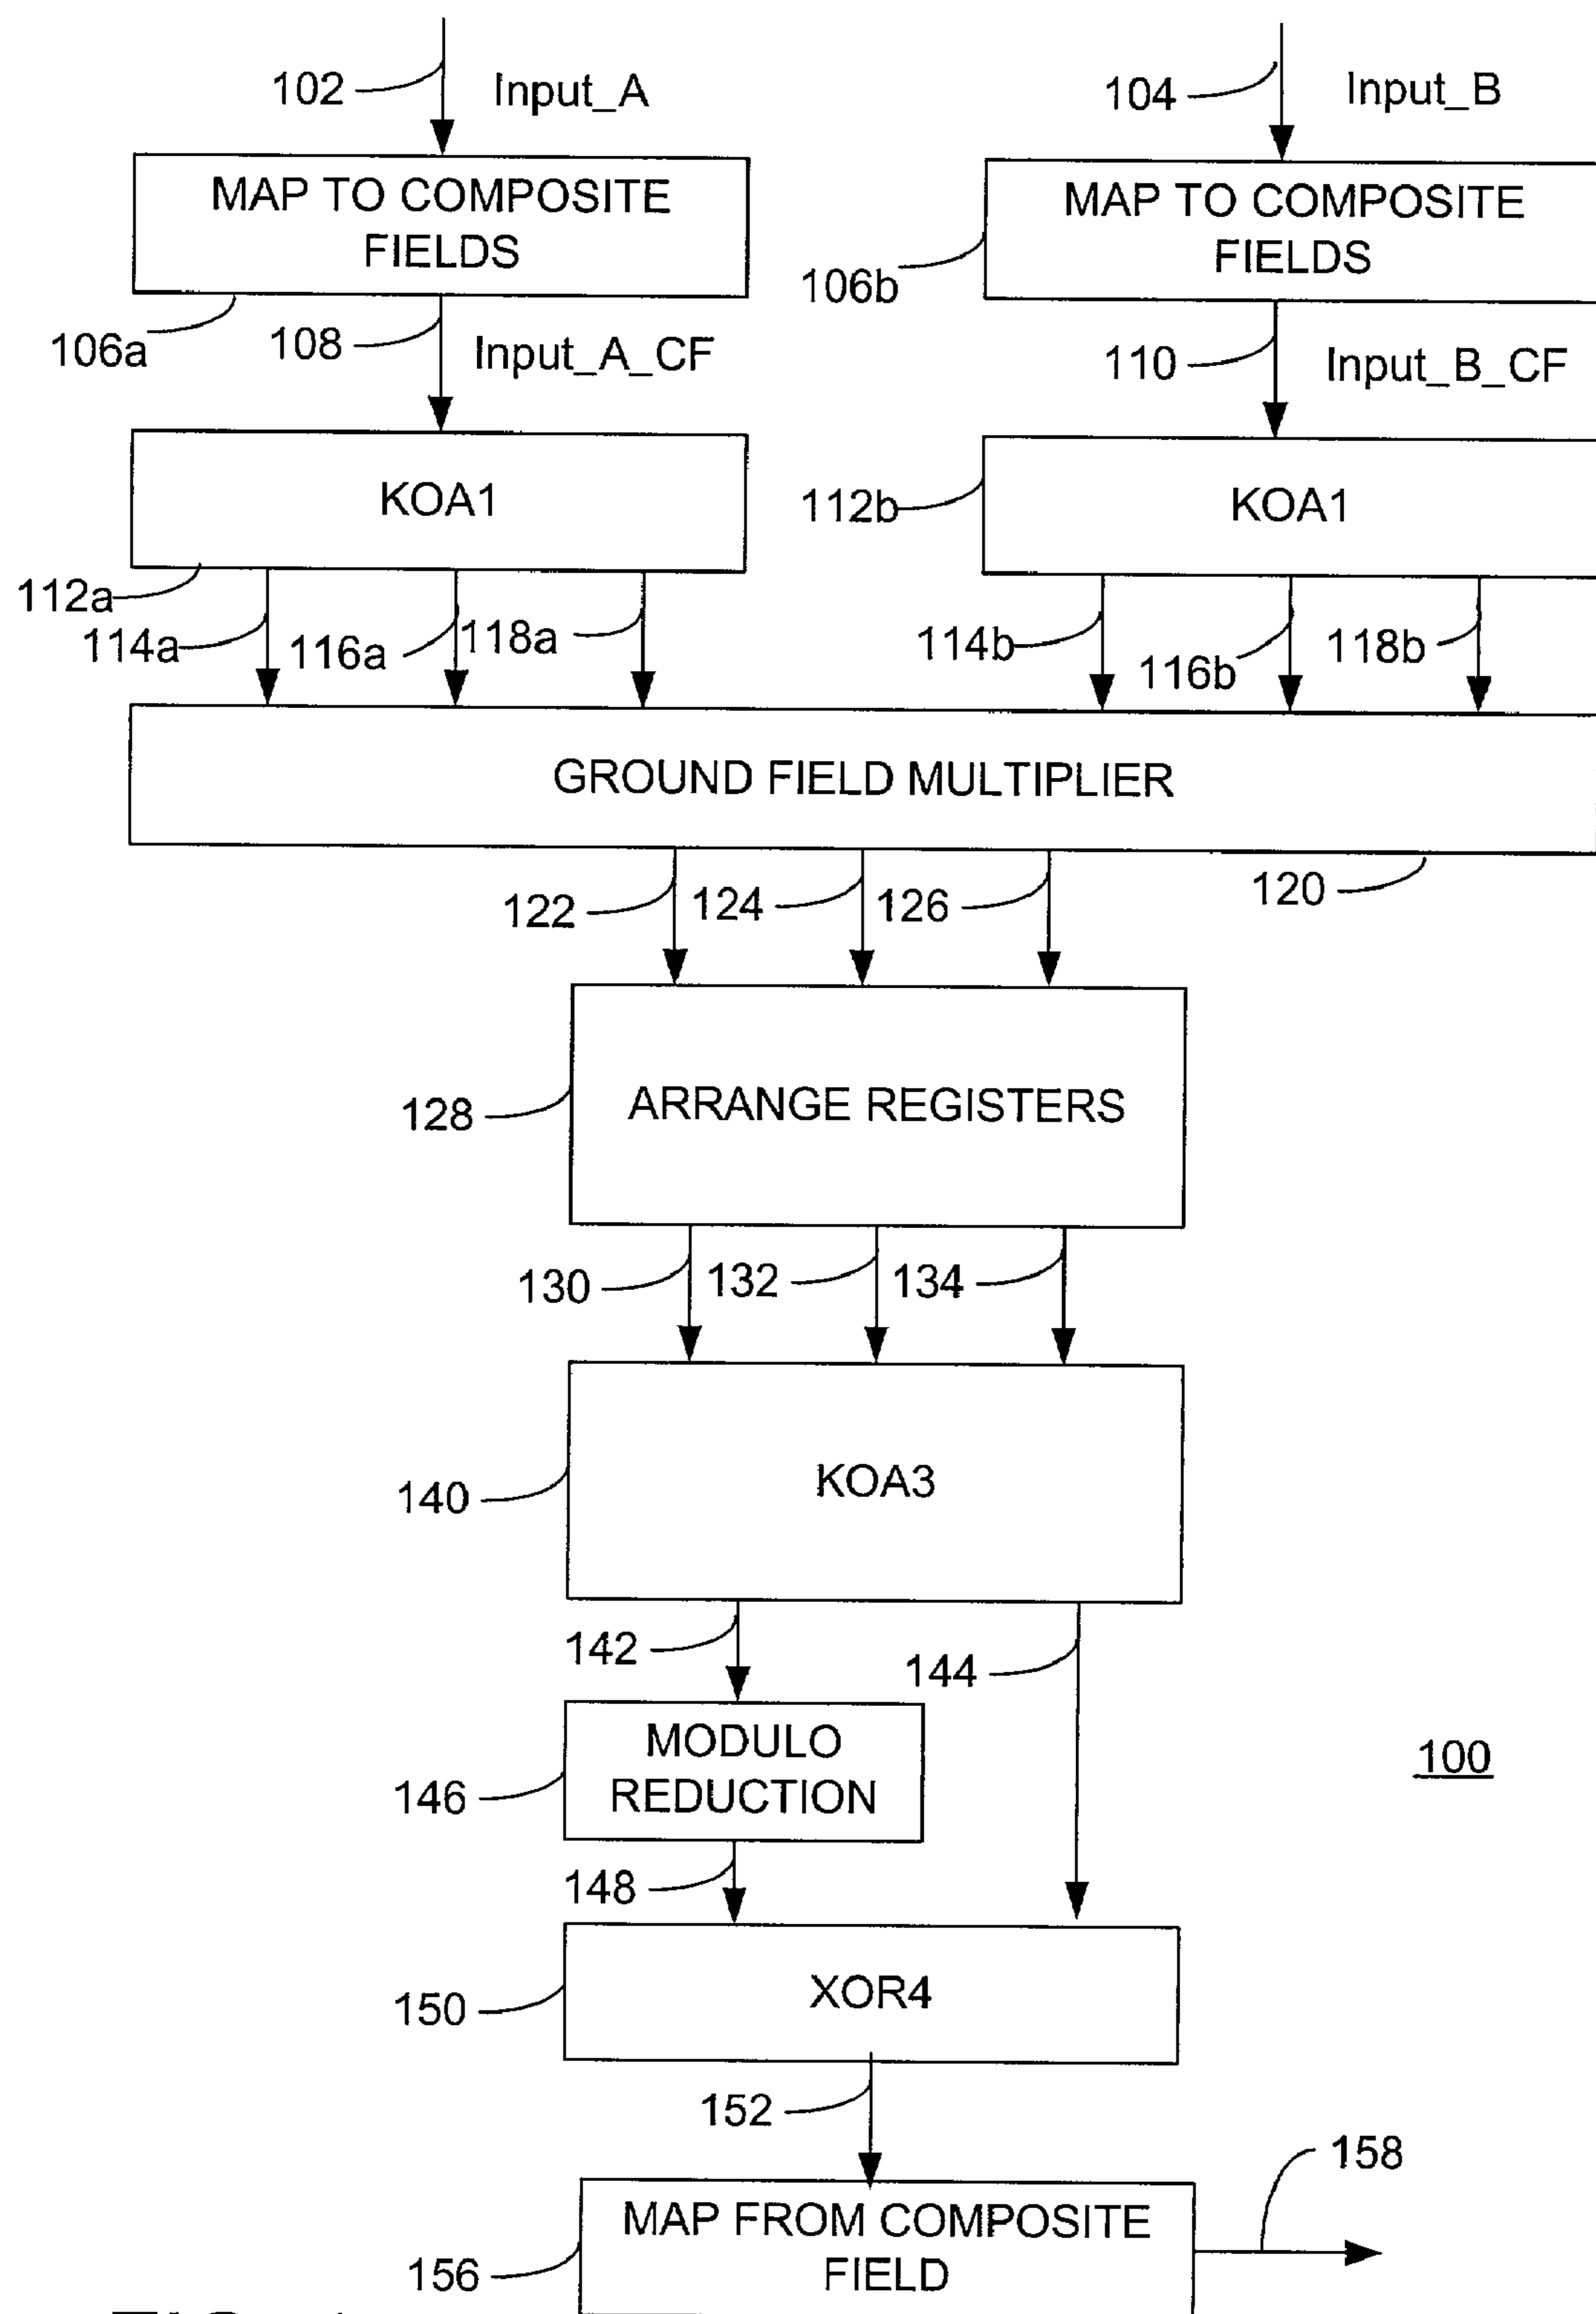 102
Input_A
104
Input_B
MAP TO COMPOSITE
FIELDS
MAP TO COMPOSITE
FIELDS
106a
108
Input_A_CF
106b
110
Input_B_CF
KOA1
KOA1
112a
112b
114a
116a
118a
114b
116b
118b
GROUND FIELD MULTIPLIER
122
124
126
120
128
ARRANGE REGISTERS
130
132
134
140
KOA3
142
144
MODULO
REDUCTION
146
100
148
150
XOR4
152
158
MAP FROM COMPOSITE
FIELD
156